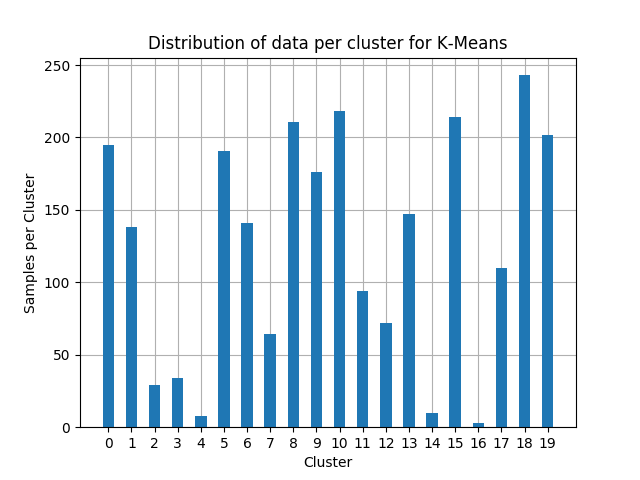 Distribution of data per cluster for K-Means
250
200
150
100
50
0
Samples per Cluster
0 1 2 3 4 5 6 7 8 9 10 11 12 13 14 15 16 17 18 19
Cluster